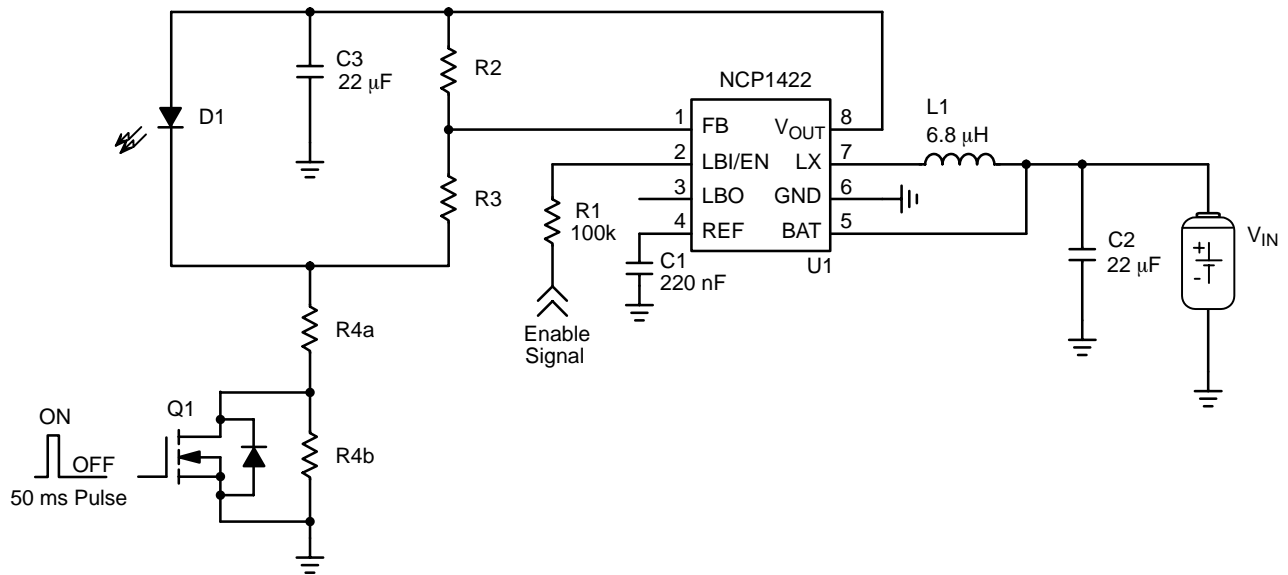 C3
22 μF
R2
NCP1422
D1
1
FB
VOUT
8
L1
6.8 μH
2
LBI/EN
LX
7
R3
3
LBO
GND
6
R1
100k
4
REF
BAT
5
VIN
C1
220 nF
U1
C2
22 μF
+
-
Enable
Signal
R4a
ON
Q1
OFF
R4b
50 ms Pulse